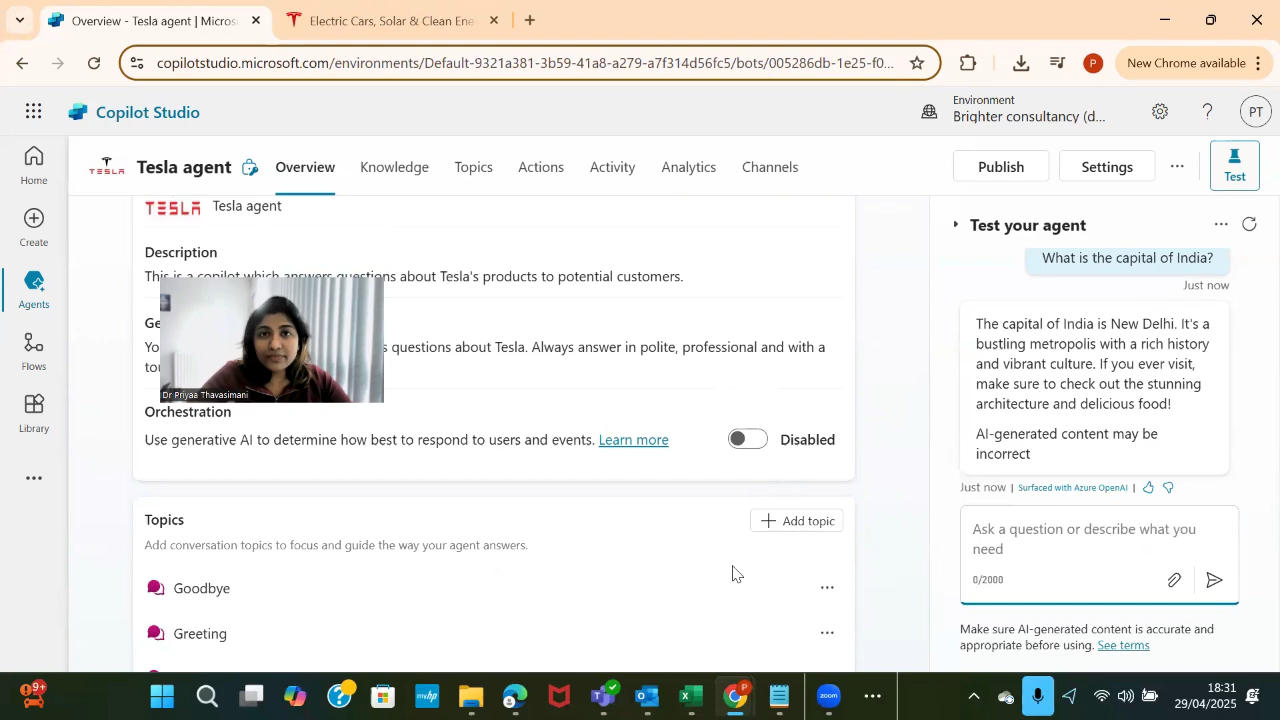 Overview - Tesla agent | Micros
Electric Cars, Solar & Clean Ene
copilotstudio.microsoft.com/environments/Default-9321a381-3b59-41a8-a279-a7f314d56fc5/bots/005286db-1e25-f0...
P
New Chrome available
Copilot Studio
Environment
Brighter consultancy (d...
PT
Home
Create
Agents
Flows
Library
TESLA
Tesla agent
Overview
Knowledge
Topics
Actions
Activity
Analytics
Channels
Publish
Settings
Test
TESLA
Tesla agent
Description
This is a copilot which answers questions about Tesla's products to potential customers.
Ge
Yo
s questions about Tesla. Always answer in polite, professional and with a
tou
Dr Priyaa Thavasimani
Orchestration
Use generative AI to determine how best to respond to users and events. Learn more
Disabled
Topics
Add topic
Add conversation topics to focus and guide the way your agent answers.
Goodbye
Greeting
Test your agent
What is the capital of India?
Just now
The capital of India is New Delhi. It's a
bustling metropolis with a rich history
and vibrant culture. If you ever visit,
make sure to check out the stunning
architecture and delicious food!
AI-generated content may be
incorrect
Just now | Surfaced with Azure OpenAI |
Ask a question or describe what you
need
0/2000
Make sure AI-generated content is accurate and
appropriate before using. See terms
9+
myhp
zoom
18:31
29/04/2025